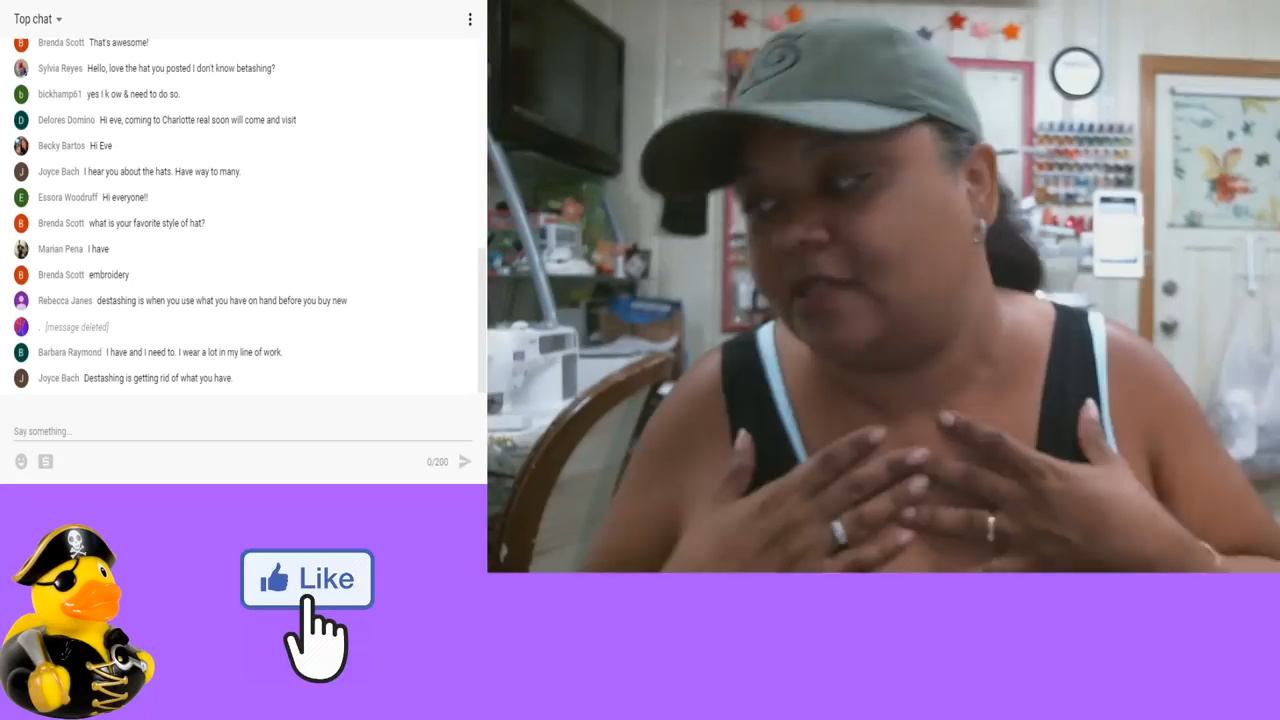 Top chat
Brenda Scott That's awesome!
Sylvia Reyes Hello, love the hat you posted I don't know betashing?
bickhamp61 yes I k ow & need to do so.
Delores Domino Hi eve, coming to Charlotte real soon will come and visit
Becky Bartos Hi Eve
Joyce Bach I hear you about the hats. Have way to many.
Essora Woodruff Hi everyone!!
Brenda Scott what is your favorite style of hat?
Marian Pena I have
Brenda Scott embroidery
Rebecca Janes destashing is when you use what you have on hand before you buy new
. [message deleted]
Barbara Raymond I have and I need to. I wear a lot in my line of work.
Joyce Bach Destashing is getting rid of what you have.
Say something...
0/200
Like